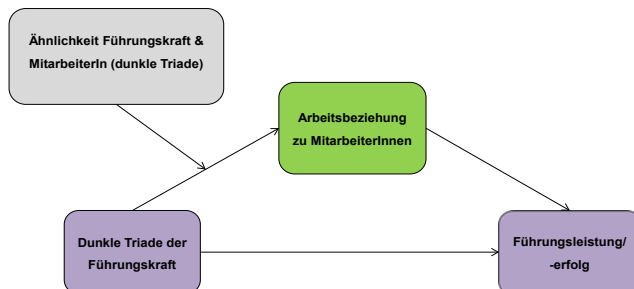 Ähnlichkeit Führungskraft &
MitarbeiterIn (dunkle Triade)
Arbeitsbeziehung
zu MitarbeiterInnen
Dunkle Triade der
Führungskraft
Führungsleistung/
-erfolg